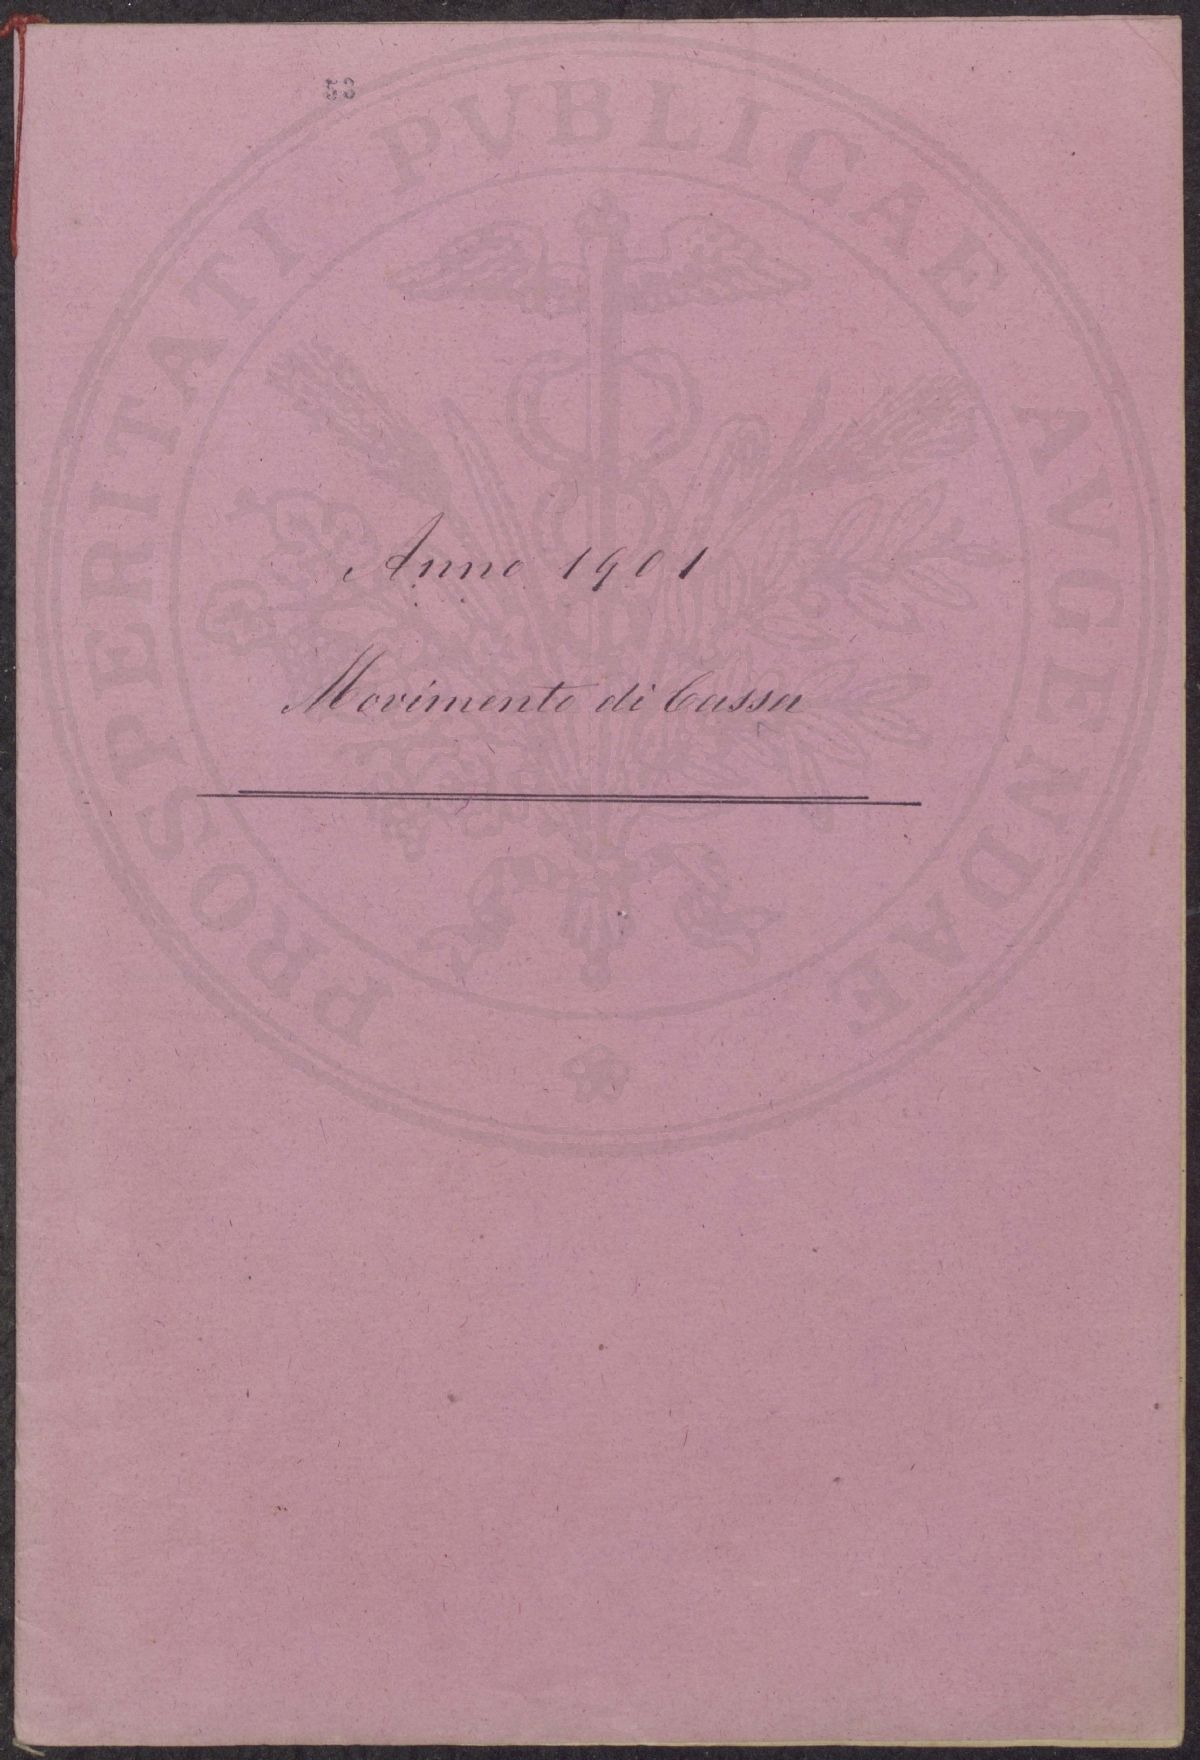 53
PROSPERITATI PVBLICAE AVGENDAE
Anno 1901
Movimento di Cassa